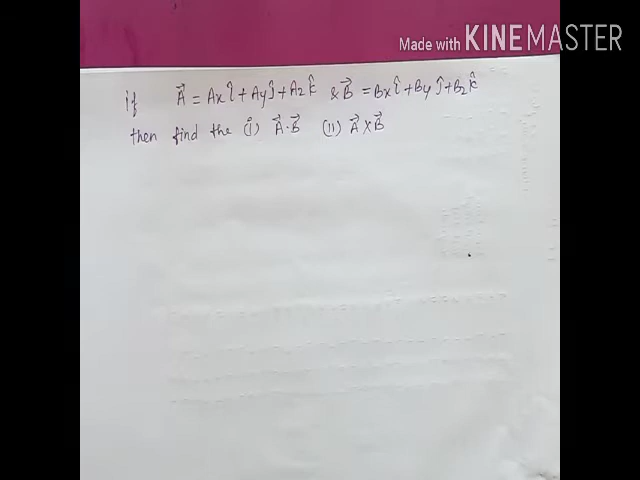 Made with KINEMASTER
if A⃗ = Axî + Ayĵ + Azk̂ & B⃗ = Bxî + Byĵ + Bzk̂
then find the (i) A⃗·B⃗ (ii) A⃗×B⃗